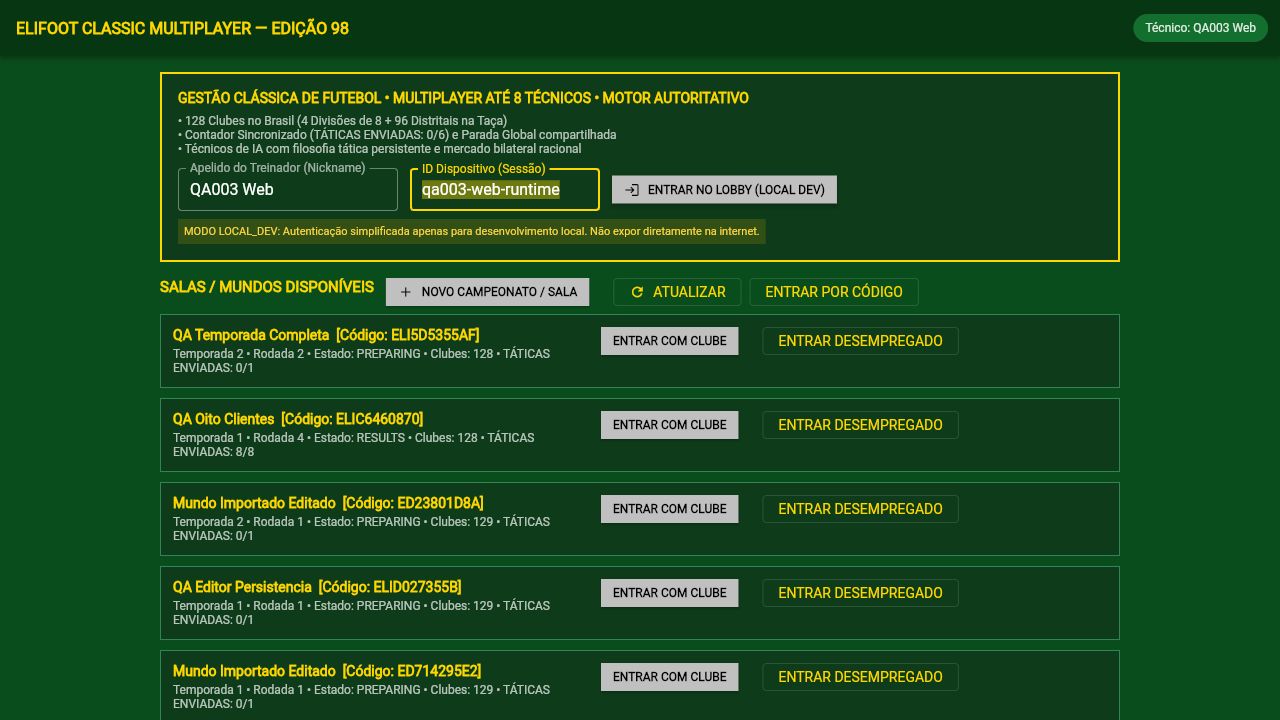 ELIFOOT CLASSIC MULTIPLAYER — EDIÇÃO 98
Técnico: QA003 Web
GESTÃO CLÁSSICA DE FUTEBOL • MULTIPLAYER ATÉ 8 TÉCNICOS • MOTOR AUTORITATIVO
• 128 Clubes no Brasil (4 Divisões de 8 + 96 Distritais na Taça)
• Contador Sincronizado (TÁTICAS ENVIADAS: 0/6) e Parada Global compartilhada
• Técnicos de IA com filosofia tática persistente e mercado bilateral racional
Apelido do Treinador (Nickname)
QA003 Web
ID Dispositivo (Sessão)
qa003-web-runtime
ENTRAR NO LOBBY (LOCAL DEV)
MODO LOCAL_DEV: Autenticação simplificada apenas para desenvolvimento local. Não expor diretamente na internet.
SALAS / MUNDOS DISPONÍVEIS
NOVO CAMPEONATO / SALA
ATUALIZAR
ENTRAR POR CÓDIGO
QA Temporada Completa [Código: ELI5D5355AF]
Temporada 2 • Rodada 2 • Estado: PREPARING • Clubes: 128 • TÁTICAS
ENVIADAS: 0/1
ENTRAR COM CLUBE
ENTRAR DESEMPREGADO
QA Oito Clientes [Código: ELIC6460870]
Temporada 1 • Rodada 4 • Estado: RESULTS • Clubes: 128 • TÁTICAS
ENVIADAS: 8/8
ENTRAR COM CLUBE
ENTRAR DESEMPREGADO
Mundo Importado Editado [Código: ED23801D8A]
Temporada 2 • Rodada 1 • Estado: PREPARING • Clubes: 129 • TÁTICAS
ENVIADAS: 0/1
ENTRAR COM CLUBE
ENTRAR DESEMPREGADO
QA Editor Persistencia [Código: ELID027355B]
Temporada 1 • Rodada 1 • Estado: PREPARING • Clubes: 129 • TÁTICAS
ENVIADAS: 0/1
ENTRAR COM CLUBE
ENTRAR DESEMPREGADO
Mundo Importado Editado [Código: ED714295E2]
Temporada 1 • Rodada 1 • Estado: PREPARING • Clubes: 129 • TÁTICAS
ENVIADAS: 0/1
ENTRAR COM CLUBE
ENTRAR DESEMPREGADO